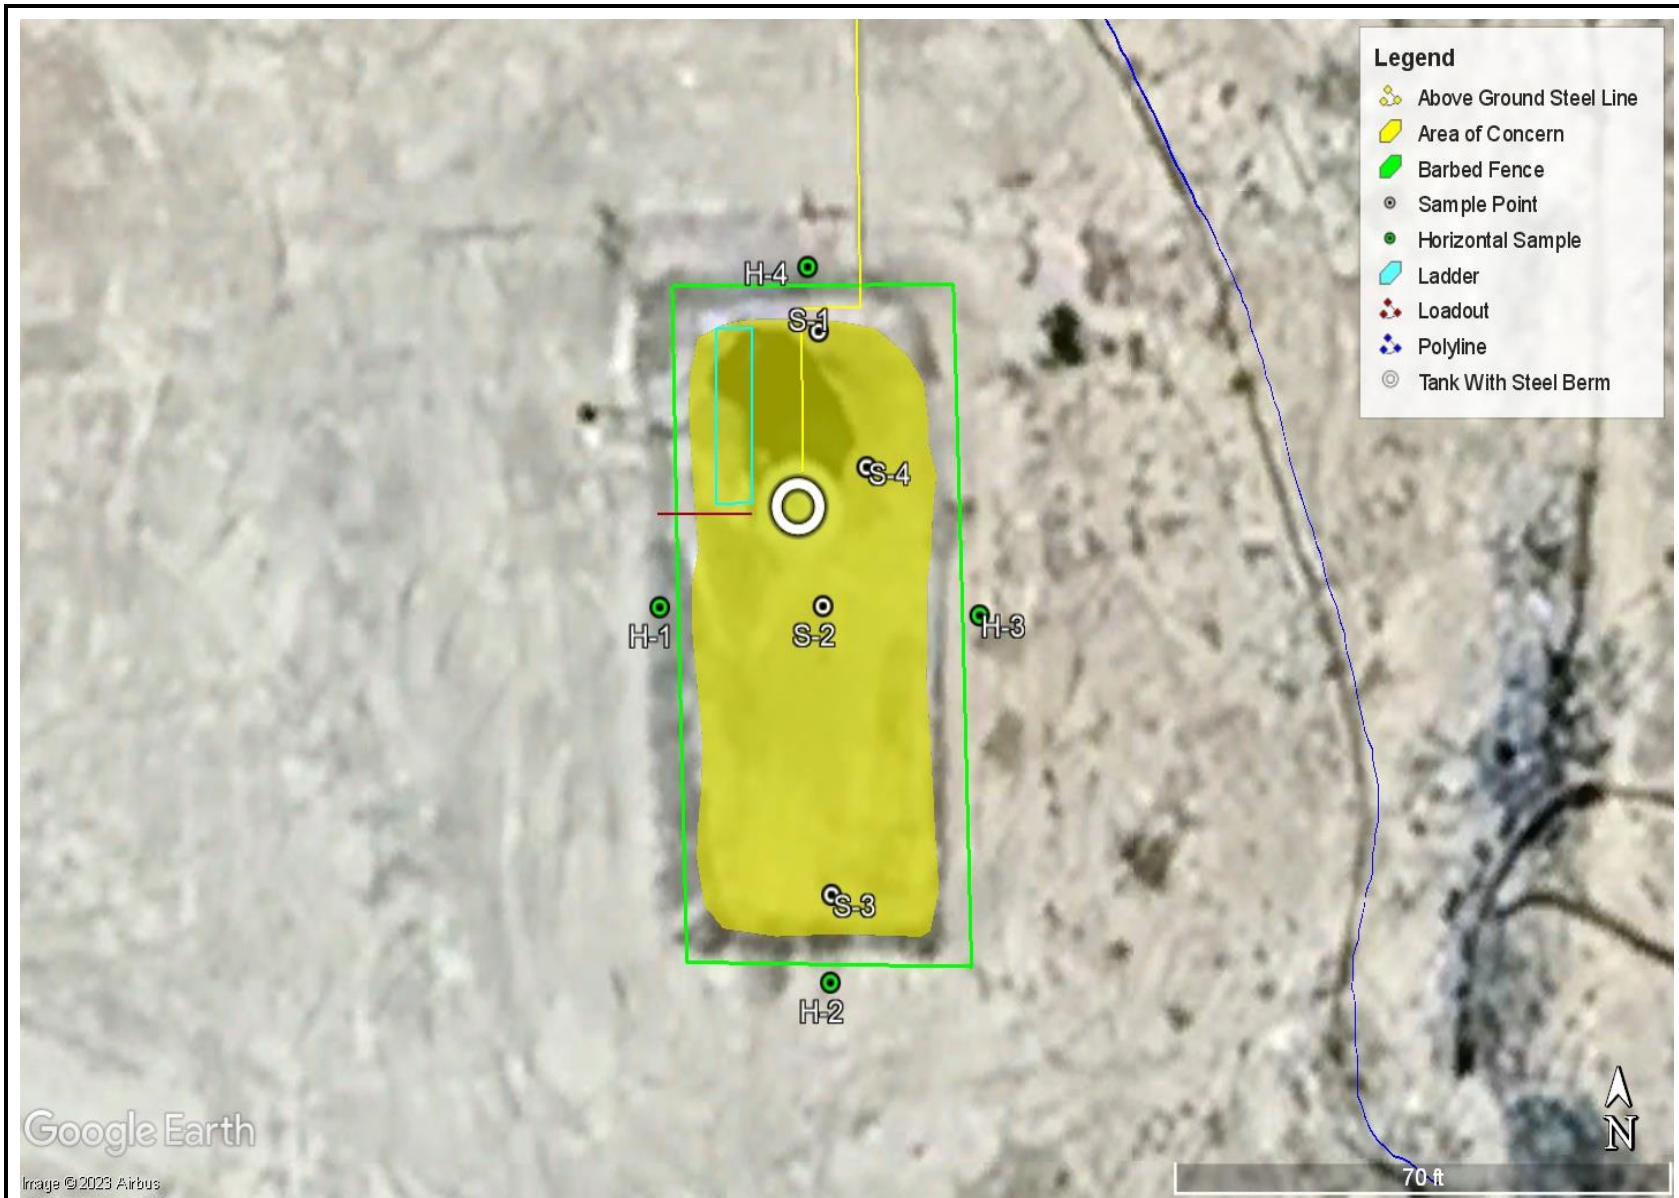 Legend
Above Ground Steel Line
Area of Concern
Barbed Fence
Sample Point
Horizontal Sample
Ladder
Loadout
Polyline
Tank With Steel Berm
H-4
S-1
S-4
H-1
S-2
H-3
S-3
H-2
N
Google Earth
70 ft
Image © 2023 Airbus